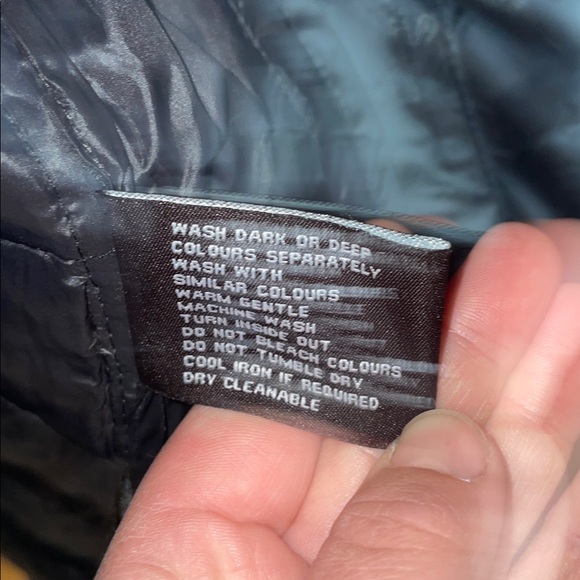 WASH DARK OR DEEP
COLOURS SEPARATELY
WASH WITH
SIMILAR COLOURS
WARM GENTLE
MACHINE WASH
TURN INSIDE OUT
DO NOT BLEACH COLOURS
DO NOT TUMBLE DRY
COOL IRON IF REQUIRED
DRY CLEANABLE